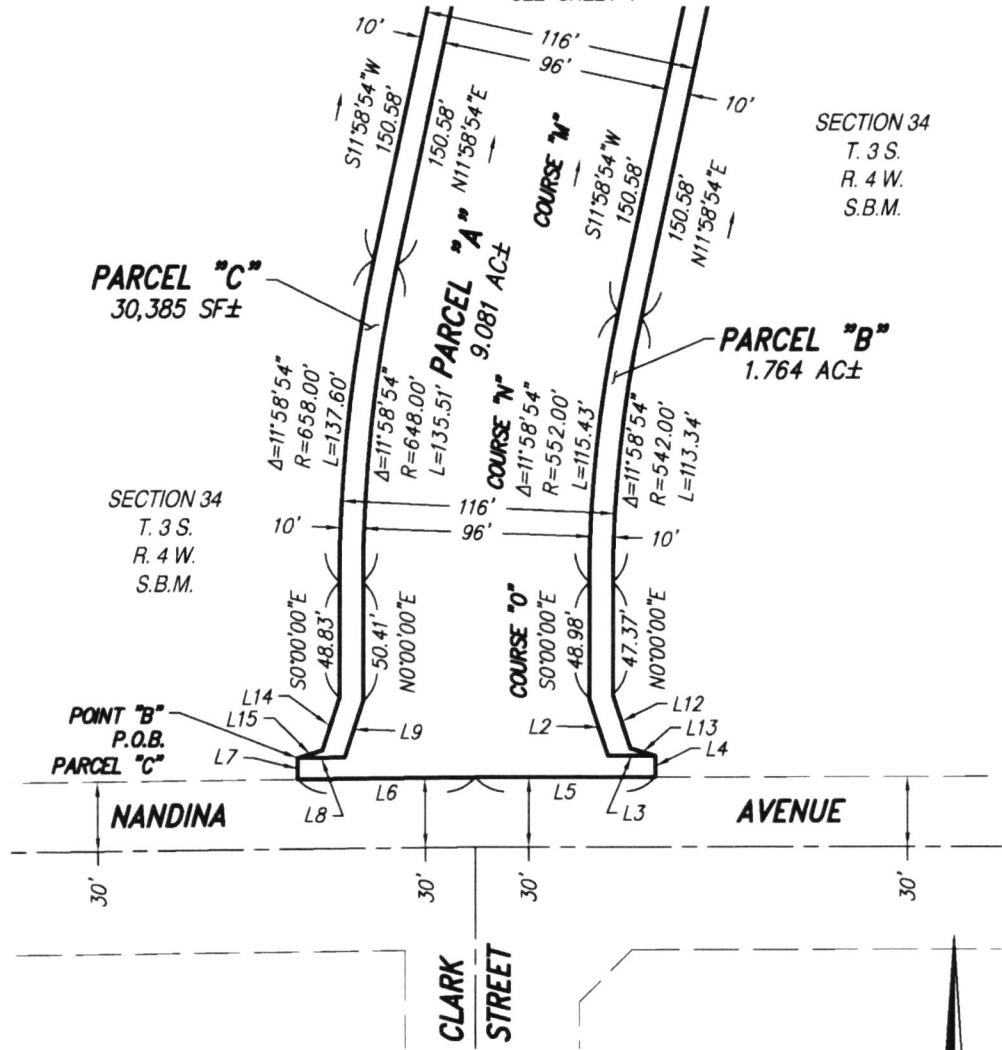 10'
116'
96'
10'
S11°58'54"W
150.58'
150.58'
N11°58'54"E
COURSE "M"
S11°58'54"W
150.58'
150.58'
N11°58'54"E
SECTION 34
T. 3 S.
R. 4 W.
S.B.M.
PARCEL "C"
30,385 SF±
PARCEL "A"
9.081 AC±
PARCEL "B"
1.764 AC±
Δ=11°58'54"
R=658.00'
L=137.60'
Δ=11°58'54"
R=648.00'
L=135.51'
COURSE "N"
Δ=11°58'54"
R=552.00'
L=115.43'
Δ=11°58'54"
R=542.00'
L=113.34'
SECTION 34
T. 3 S.
R. 4 W.
S.B.M.
116'
10'
96'
10'
S0°00'00"E
48.83'
50.41'
N0°00'00"E
COURSE "O"
S0°00'00"E
48.98'
47.37'
N0°00'00"E
L14
L15
L9
L2
L12
L13
L4
POINT "B"
P.O.B.
PARCEL "C"
L7
L8
L6
L5
L3
NANDINA
AVENUE
30'
30'
30'
30'
CLARK
STREET